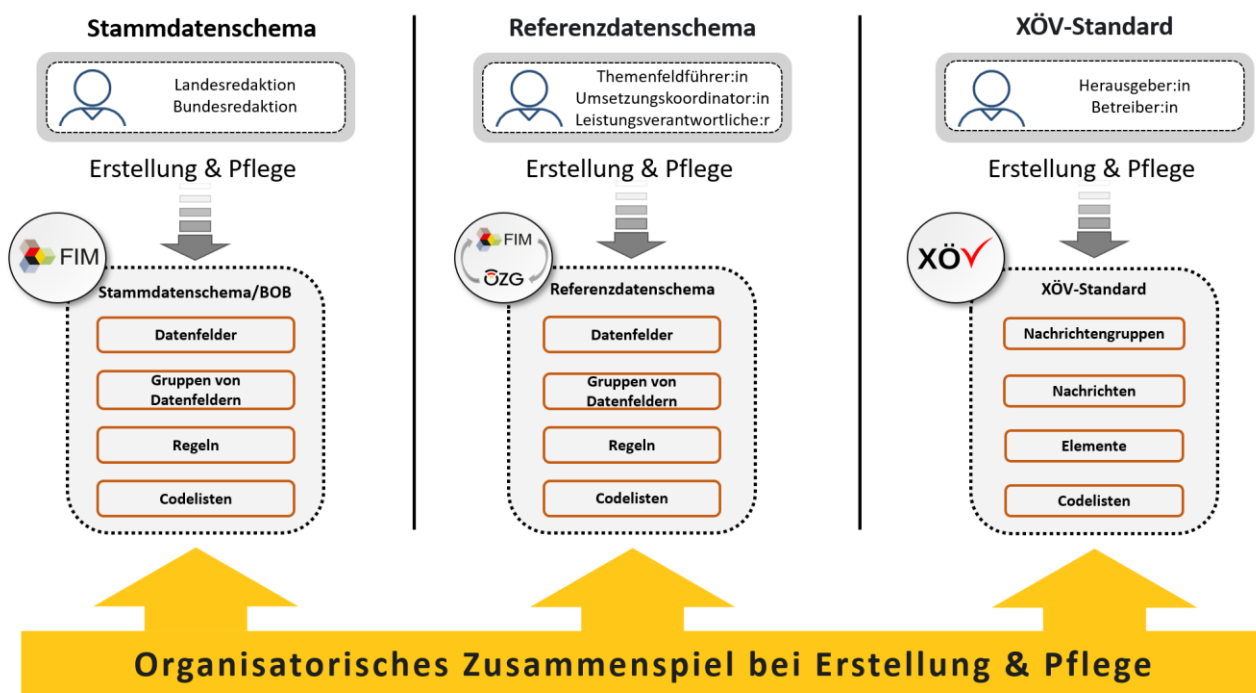 Stammdatenschema
Landesredaktion
Bundesredaktion
Erstellung & Pflege
FIM
Stammdatenschema/BOB
Datenfelder
Gruppen von
Datenfeldern
Regeln
Codelisten
Referenzdatenschema
Themenfeldführer:in
Umsetzungskoordinator:in
Leistungsverantwortliche:r
Erstellung & Pflege
FIM
OZG
Referenzdatenschema
Datenfelder
Gruppen von
Datenfeldern
Regeln
Codelisten
XÖV-Standard
Herausgeber:in
Betreiber:in
Erstellung & Pflege
XÖV
XÖV-Standard
Nachrichtengruppen
Nachrichten
Elemente
Codelisten
Organisatorisches Zusammenspiel bei Erstellung & Pflege